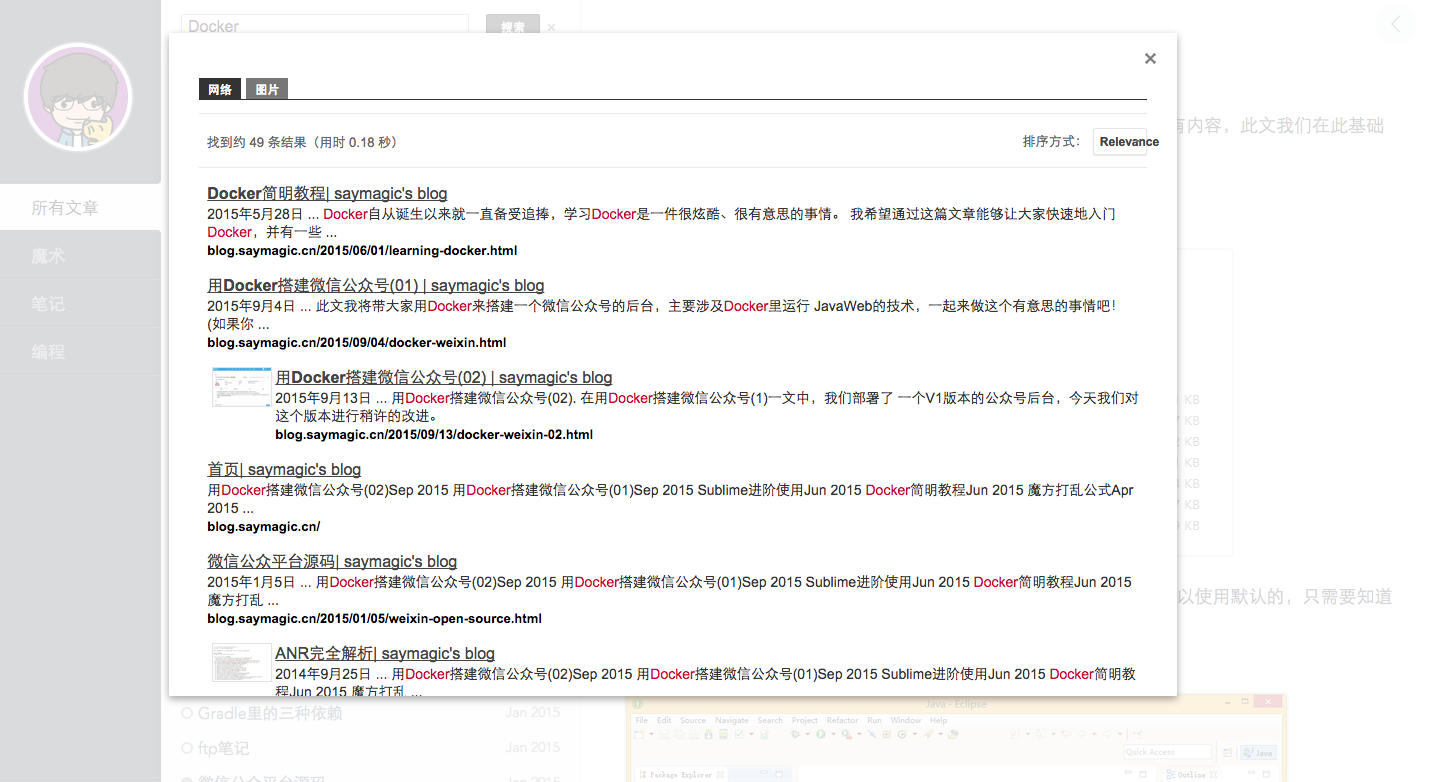 Docker
搜索
×
有内容，此文我们在此基础
所有文章
魔术
笔记
编程
×
网络 图片
找到约 49 条结果（用时 0.18 秒）
排序方式： Relevance
Docker简明教程| saymagic's blog
2015年5月28日 ... Docker自从诞生以来就一直备受追捧，学习Docker是一件很炫酷、很有意思的事情。 我希望通过这篇文章能够让大家快速地入门
Docker，并有一些 ...
blog.saymagic.cn/2015/06/01/learning-docker.html
用Docker搭建微信公众号(01) | saymagic's blog
2015年9月4日 ... 此文我将带大家用Docker来搭建一个微信公众号的后台，主要涉及Docker里运行 JavaWeb的技术，一起来做这个有意思的事情吧！
(如果你 ...
blog.saymagic.cn/2015/09/04/docker-weixin.html
用Docker搭建微信公众号(02) | saymagic's blog
2015年9月13日 ... 用Docker搭建微信公众号(02). 在用Docker搭建微信公众号(1)一文中，我们部署了 一个V1版本的公众号后台，今天我们对
这个版本进行稍许的改进。
blog.saymagic.cn/2015/09/13/docker-weixin-02.html
首页| saymagic's blog
用Docker搭建微信公众号(02)Sep 2015 用Docker搭建微信公众号(01)Sep 2015 Sublime进阶使用Jun 2015 Docker简明教程Jun 2015 魔方打乱公式Apr
2015 ...
blog.saymagic.cn/
微信公众平台源码| saymagic's blog
2015年1月5日 ... 用Docker搭建微信公众号(02)Sep 2015 用Docker搭建微信公众号(01)Sep 2015 Sublime进阶使用Jun 2015 Docker简明教程Jun 2015
魔方打乱 ...
blog.saymagic.cn/2015/01/05/weixin-open-source.html
ANR完全解析| saymagic's blog
2014年9月25日 ... 用Docker搭建微信公众号(02)Sep 2015 用Docker搭建微信公众号(01)Sep 2015 Sublime进阶使用Jun 2015 Docker简明教
程Jun 2015 魔方打乱 ...
KB
KB
KB
KB
KB
KB
KB
以使用默认的，只需要知道
Gradle里的三种依赖 Jan 2015
ftp笔记 Jan 2015
微信公众平台源码 Jan 2015
Java - Eclipse
File Edit Source Navigate Search Project Refactor Run Window Help
Quick Access
Java
Package Explorer
Outline